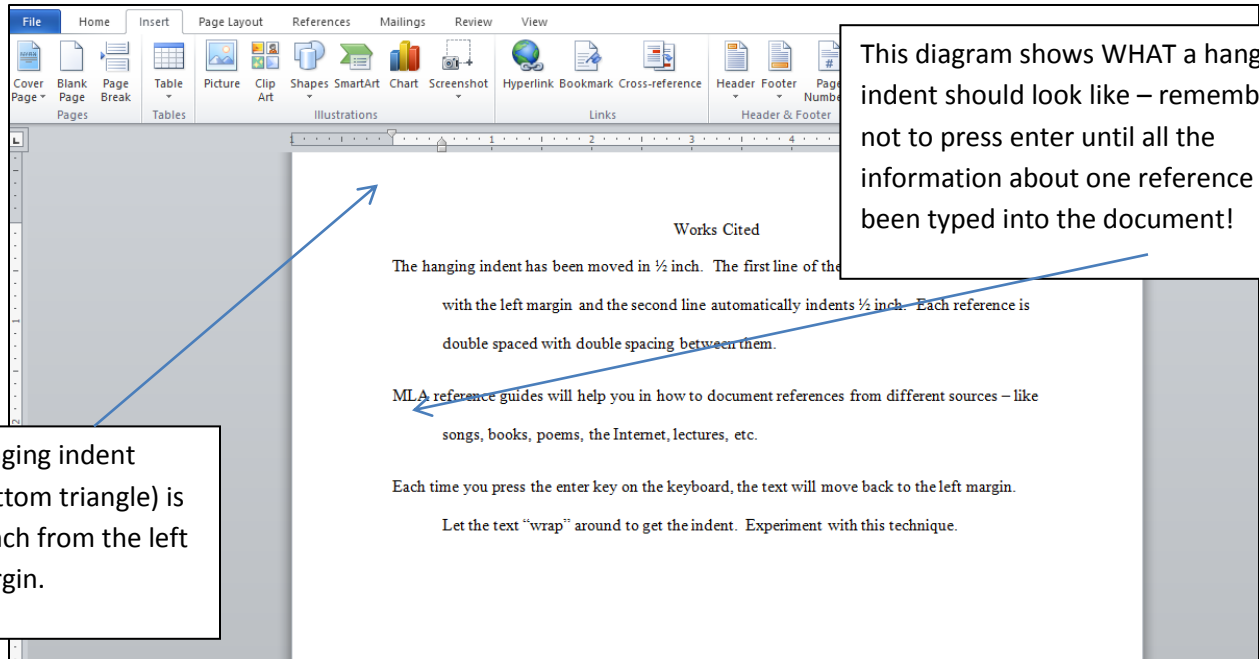 File Home Insert Page Layout References Mailings Review View
Cover Page Blank Page Page Break Table Picture Clip Art Shapes SmartArt Chart Screenshot Hyperlink Bookmark Cross-reference Header Footer Page
Pages Tables Illustrations Links Header & Footer
L
1 1 2 3 4
This diagram shows WHAT a
indent should look like –
not to press enter until all the
information about one reference
been typed into the document!
Works Cited
The hanging indent has been moved in ½ inch. The first line of the
with the left margin and the second line automatically indents ½ inch. Each reference is
double spaced with double spacing between them.
MLA reference guides will help you in how to document references from different sources – like
songs, books, poems, the Internet, lectures, etc.
Each time you press the enter key on the keyboard, the text will move back to the left margin.
Let the text “wrap” around to get the indent. Experiment with this technique.
indent
triangle) is
from the left